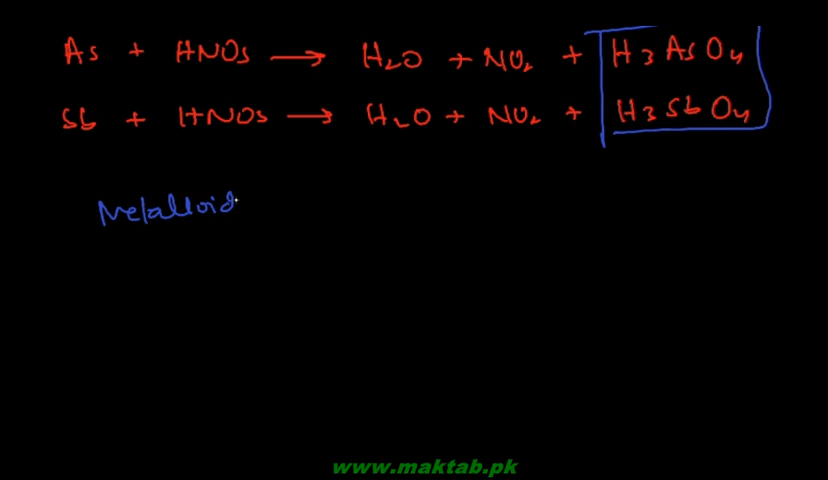 As + HNO₃ ⟶ H₂O + NO₂ + H₃AsO₄
Sb + HNO₃ ⟶ H₂O + NO₂ + H₃SbO₄
Metalloid
www.maktab.pk